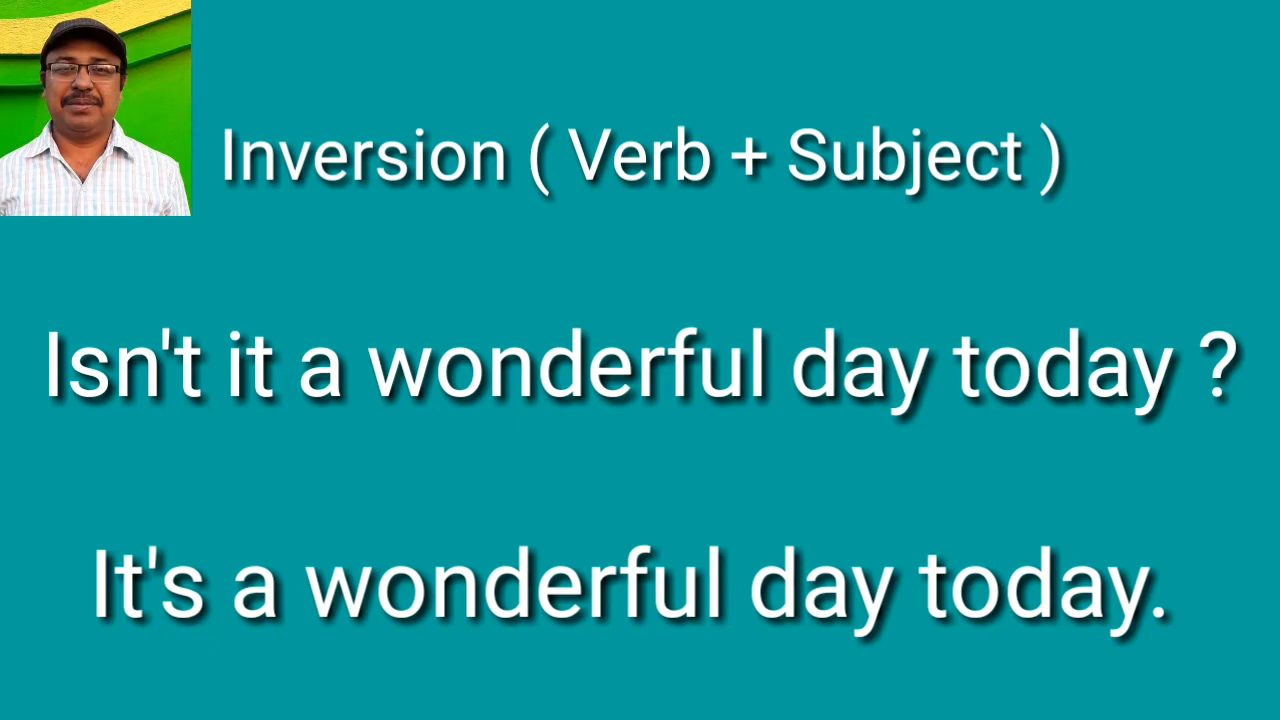 Inversion ( Verb + Subject )
Isn't it a wonderful day today ?
It's a wonderful day today.